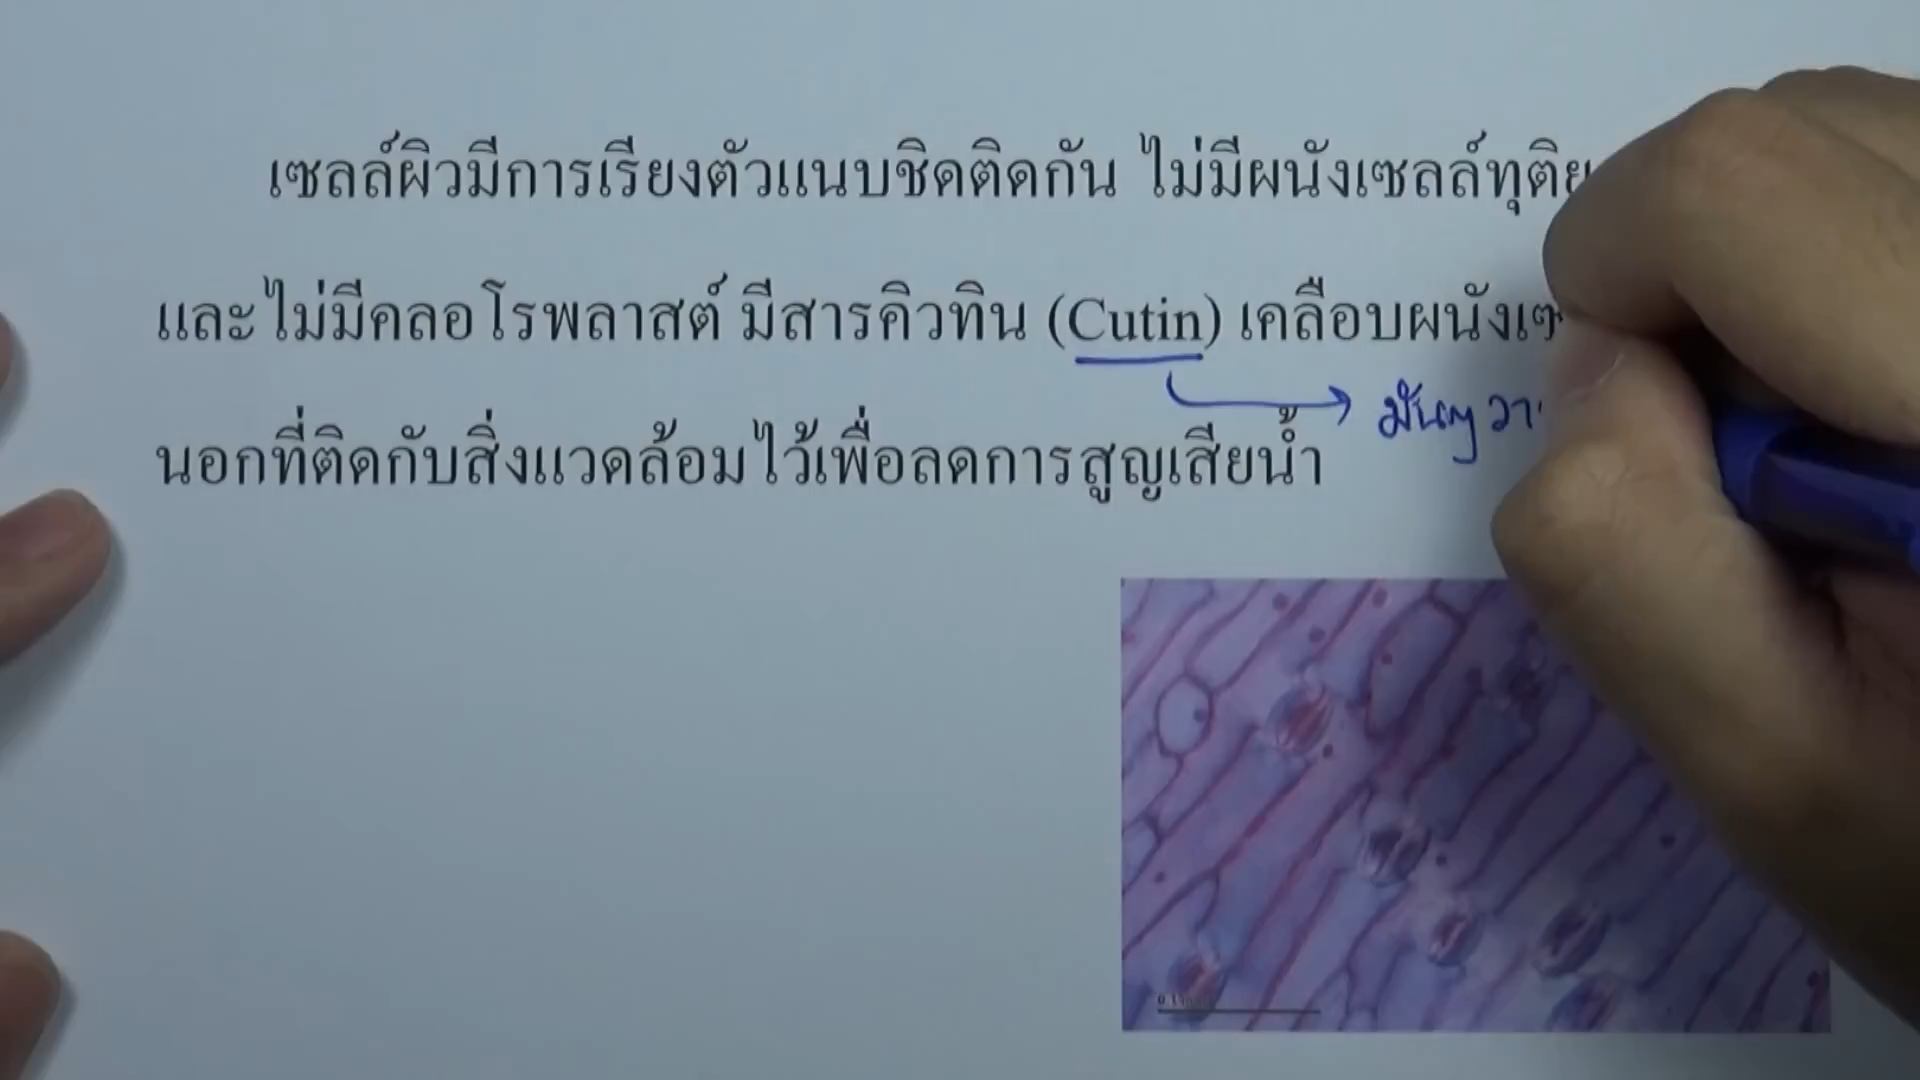 เซลล์ผิวมีการเรียงตัวแนบชิดติดกัน ไม่มีผนังเซลล์ทุติย
และไม่มีคลอโรพลาสต์ มีสารคิวทิน (Cutin) เคลือบผนังเซ
มันๆ วา
นอกที่ติดกับสิ่งแวดล้อมไว้เพื่อลดการสูญเสียน้ำ